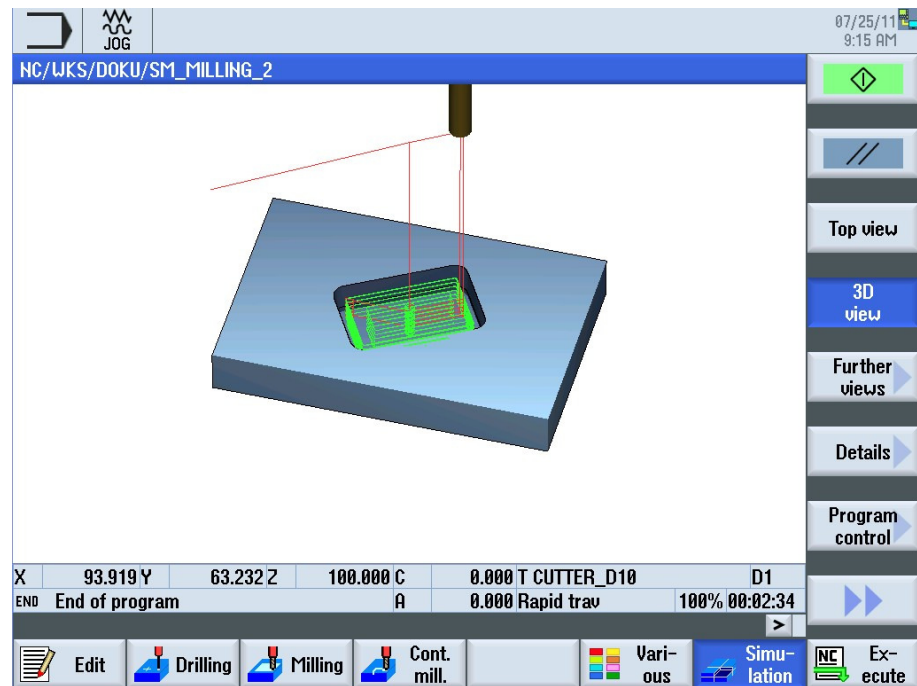 JOG
07/25/11
9:15 AM
NC/WKS/DOKU/SM_MILLING_2
Top view
3D
view
Further
views
Details
Program
control
X 93.919 Y 63.232 Z 100.000 C 0.000 T CUTTER_D10 D1
END End of program A 0.000 Rapid trav 100% 00:02:34
>
Edit
Drilling
Milling
Cont.
mill.
Vari-
ous
Simu-
lation
NC Ex-
ecute